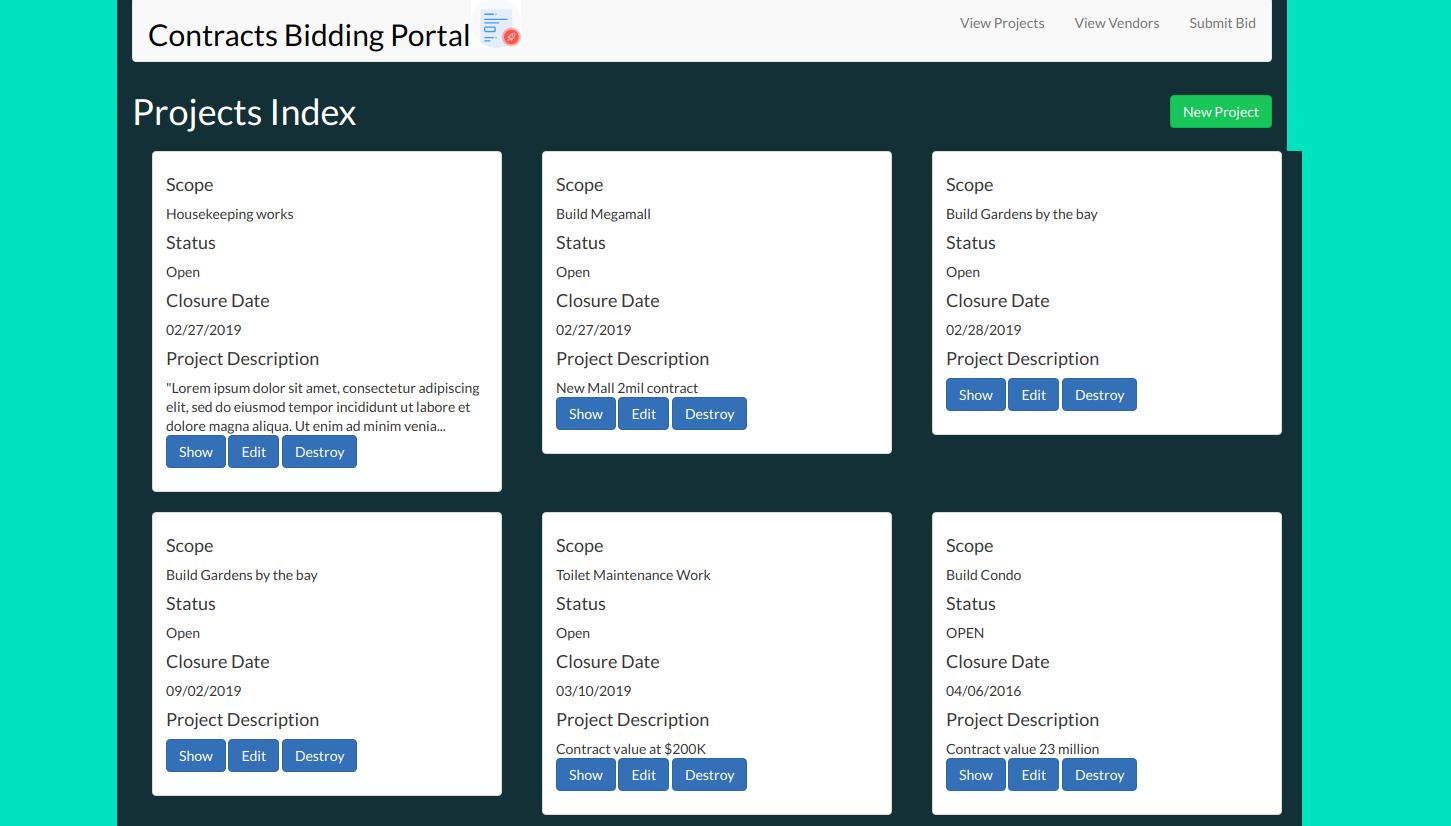 Contracts Bidding Portal
View Projects View Vendors Submit Bid
Projects Index
New Project
Scope
Housekeeping works
Status
Open
Closure Date
02/27/2019
Project Description
"Lorem ipsum dolor sit amet, consectetur adipiscing
elit, sed do eiusmod tempor incididunt ut labore et
dolore magna aliqua. Ut enim ad minim venia...
Show Edit Destroy
Scope
Build Megamall
Status
Open
Closure Date
02/27/2019
Project Description
New Mall 2mil contract
Show Edit Destroy
Scope
Build Gardens by the bay
Status
Open
Closure Date
02/28/2019
Project Description
Show Edit Destroy
Scope
Build Gardens by the bay
Status
Open
Closure Date
09/02/2019
Project Description
Show Edit Destroy
Scope
Toilet Maintenance Work
Status
Open
Closure Date
03/10/2019
Project Description
Contract value at $200K
Show Edit Destroy
Scope
Build Condo
Status
OPEN
Closure Date
04/06/2016
Project Description
Contract value 23 million
Show Edit Destroy